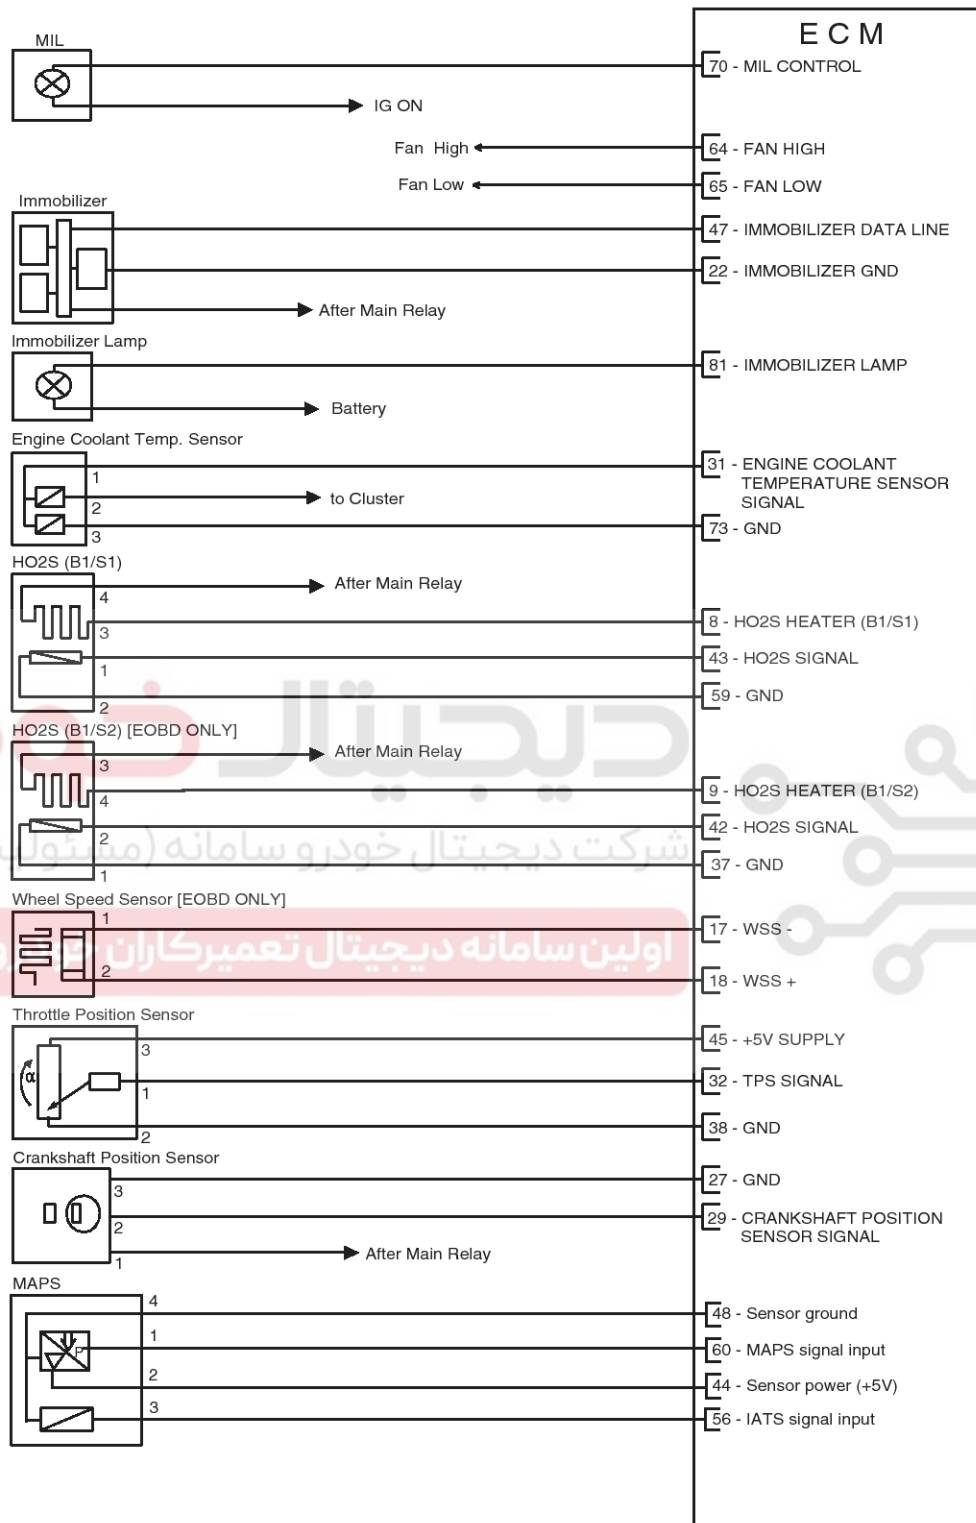 ECM
MIL
70 - MIL CONTROL
IG ON
Fan High
64 - FAN HIGH
Fan Low
65 - FAN LOW
Immobilizer
47 - IMMOBILIZER DATA LINE
22 - IMMOBILIZER GND
After Main Relay
Immobilizer Lamp
81 - IMMOBILIZER LAMP
Battery
Engine Coolant Temp. Sensor
1
31 - ENGINE COOLANT
TEMPERATURE SENSOR
SIGNAL
2
to Cluster
3
73 - GND
HO2S (B1/S1)
4
After Main Relay
3
8 - HO2S HEATER (B1/S1)
1
43 - HO2S SIGNAL
2
59 - GND
دیجیتال خودرو
HO2S (B1/S2) [EOBD ONLY]
3
After Main Relay
4
9 - HO2S HEATER (B1/S2)
2
42 - HO2S SIGNAL
شرکت دیجیتال خودرو سامانه
1
37 - GND
Wheel Speed Sensor [EOBD ONLY]
1
17 - WSS -
اولین سامانه دیجیتال تعمیرکاران خودرو
2
18 - WSS +
Throttle Position Sensor
3
45 - +5V SUPPLY
α
1
32 - TPS SIGNAL
2
38 - GND
Crankshaft Position Sensor
3
27 - GND
2
29 - CRANKSHAFT POSITION
SENSOR SIGNAL
1
After Main Relay
MAPS
4
48 - Sensor ground
1
P
60 - MAPS signal input
2
44 - Sensor power (+5V)
3
56 - IATS signal input